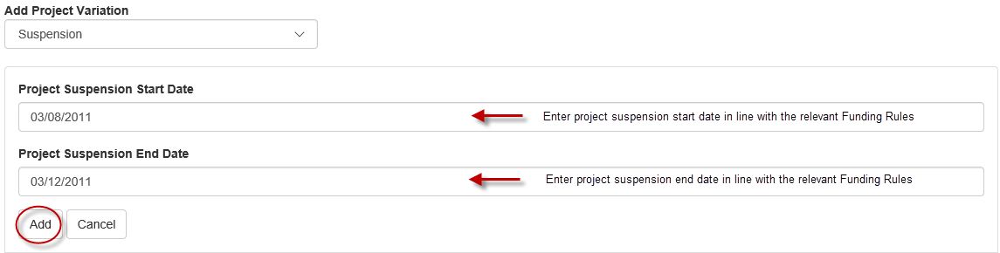 Add Project Variation
Suspension
Project Suspension Start Date
03/08/2011 Enter project suspension start date in line with the relevant Funding Rules
Project Suspension End Date
03/12/2011 Enter project suspension end date in line with the relevant Funding Rules
Add Cancel